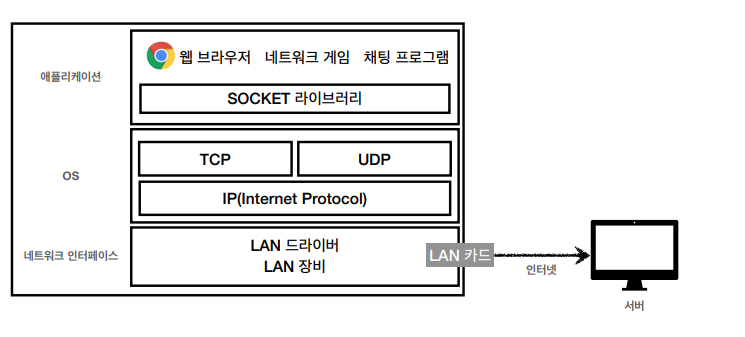 웹 브라우저 네트워크 게임 채팅 프로그램
애플리케이션
SOCKET 라이브러리
TCP UDP
OS
IP(Internet Protocol)
LAN 드라이버
네트워크 인터페이스
LAN 카드
LAN 장비
인터넷
서버